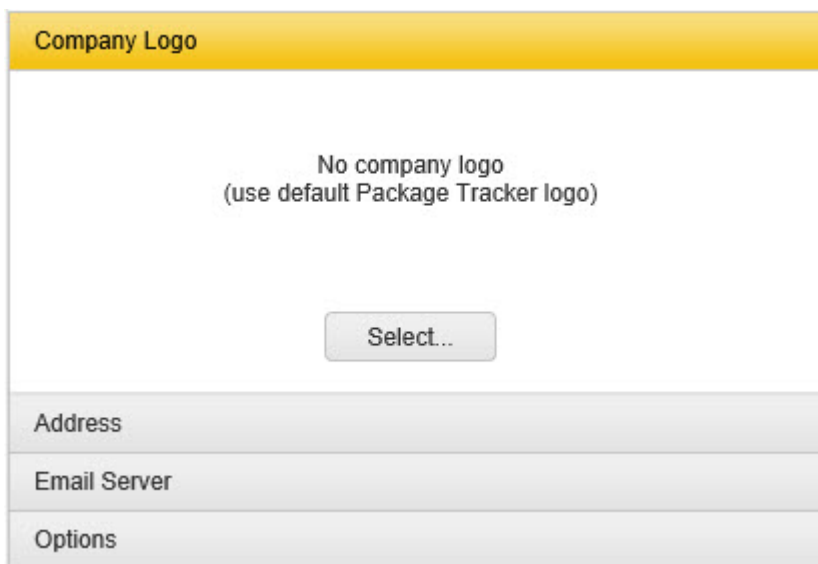 Company Logo
No company logo
(use default Package Tracker logo)
Select...
Address
Email Server
Options